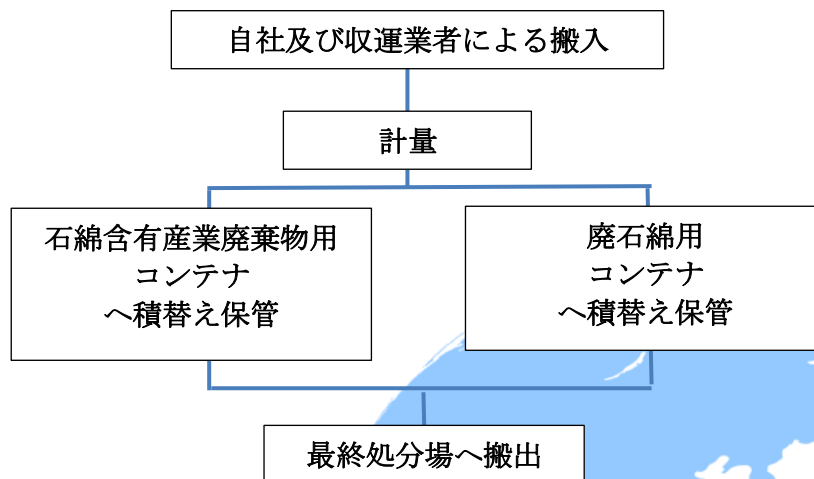 自社及び収運業者による搬入
計量
石綿含有産業廃棄物用
コンテナ
へ積替え保管
廃石綿用
コンテナ
へ積替え保管
最終処分場へ搬出